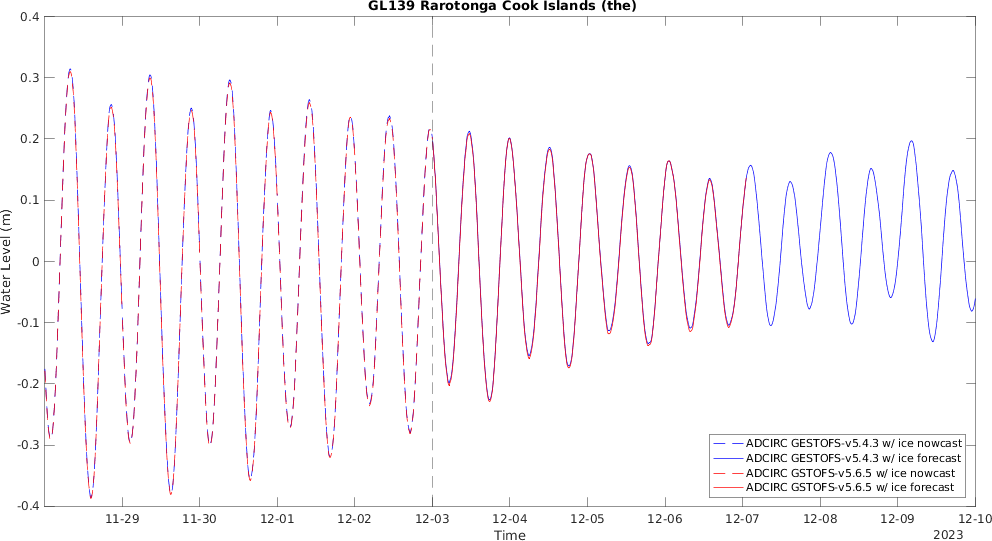 GL139 Rarotonga Cook Islands (the)
0.4
0.3
0.2
0.1
0
-0.1
-0.2
-0.3
-0.4
Water Level (m)
11-29 11-30 12-01 12-02 12-03 12-04 12-05 12-06 12-07 12-08 12-09 12-10
Time
2023
ADCIRC GESTOFS-v5.4.3 w/ ice nowcast
ADCIRC GESTOFS-v5.4.3 w/ ice forecast
ADCIRC GSTOFS-v5.6.5 w/ ice nowcast
ADCIRC GSTOFS-v5.6.5 w/ ice forecast